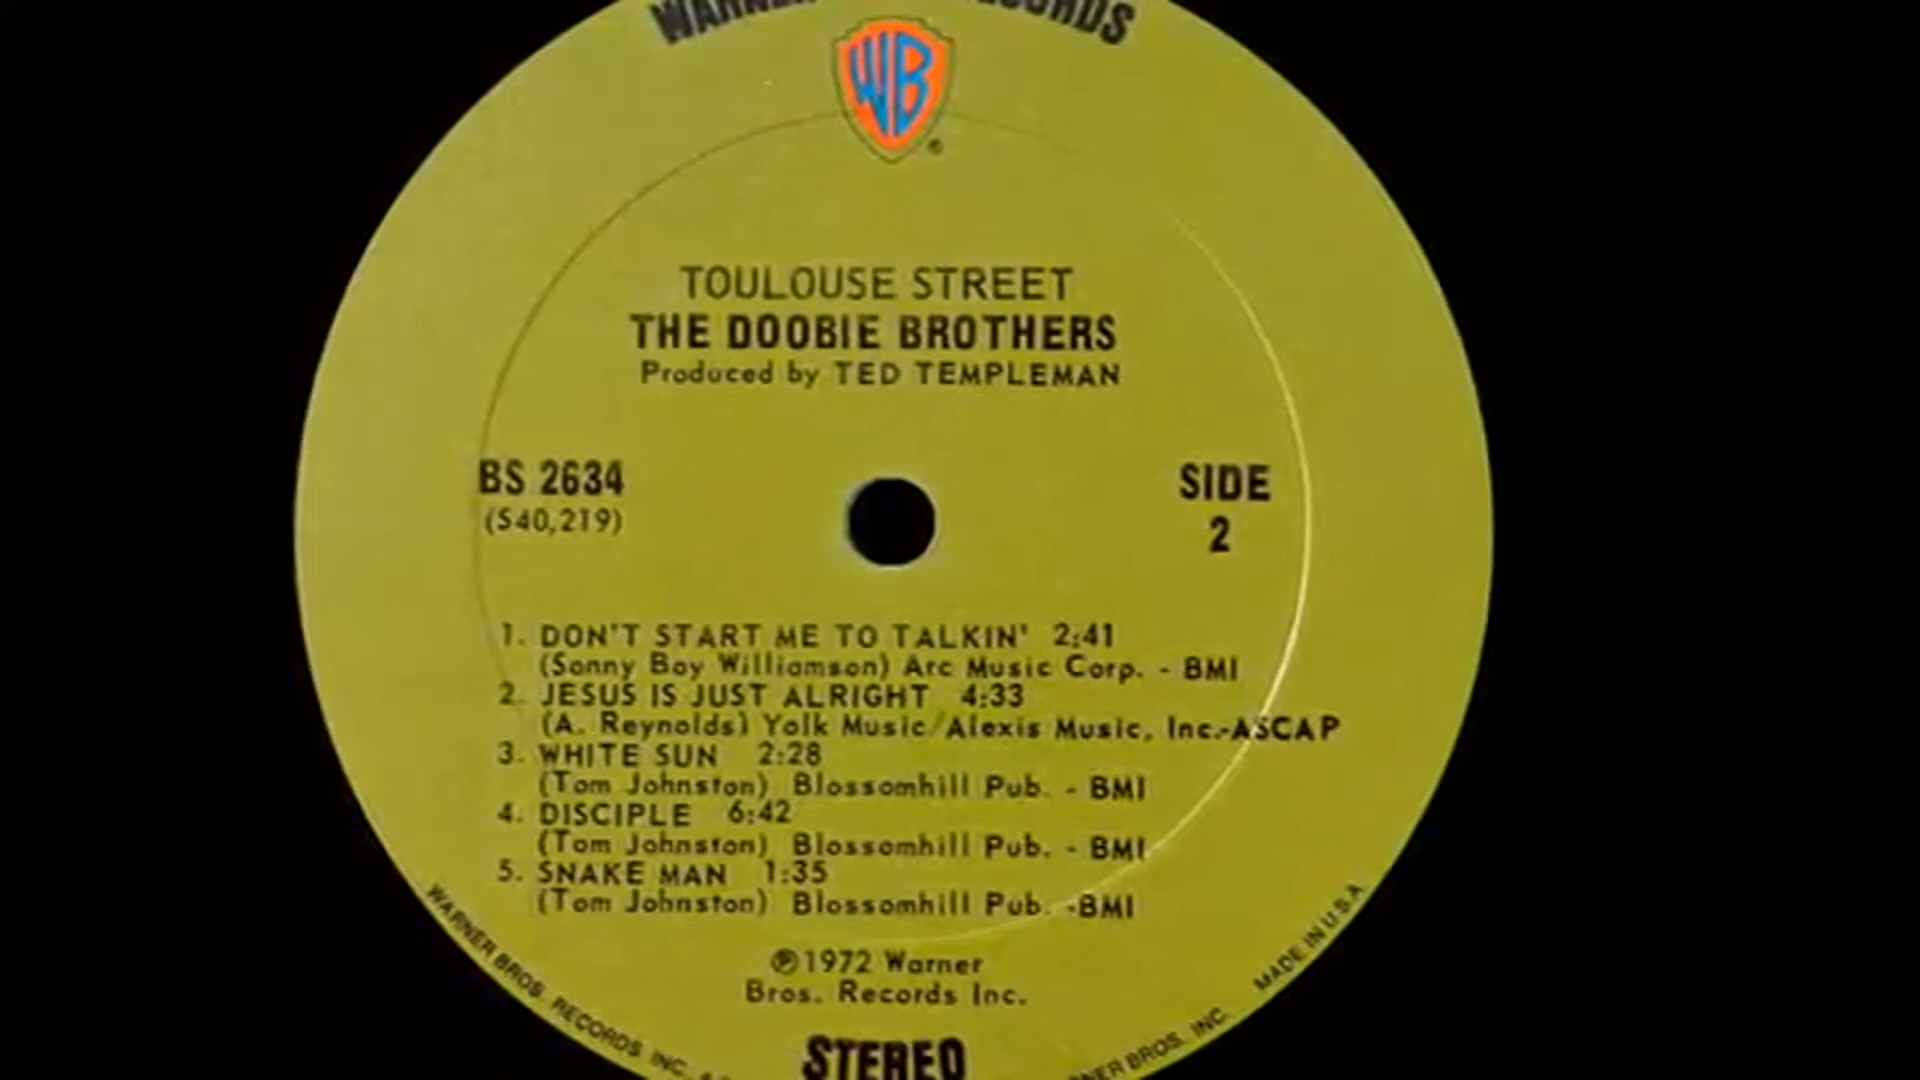 WARNER RECORDS
WB
®
TOULOUSE STREET
THE DOOBIE BROTHERS
Produced by TED TEMPLEMAN
BS 2634
(S40,219)
SIDE
2
1. DON'T START ME TO TALKIN' 2:41
(Sonny Boy Williamson) Arc Music Corp. - BMI
2. JESUS IS JUST ALRIGHT 4:33
(A. Reynolds) Yolk Music/Alexis Music, Inc.-ASCAP
3. WHITE SUN 2:28
(Tom Johnston) Blossomhill Pub. - BMI
4. DISCIPLE 6:42
(Tom Johnston) Blossomhill Pub. - BMI
5. SNAKE MAN 1:35
(Tom Johnston) Blossomhill Pub. -BMI
℗1972 Warner
Bros. Records Inc.
STEREO
WARNER BROS. RECORDS INC.
BROS. INC.
MADE IN U.S.A.